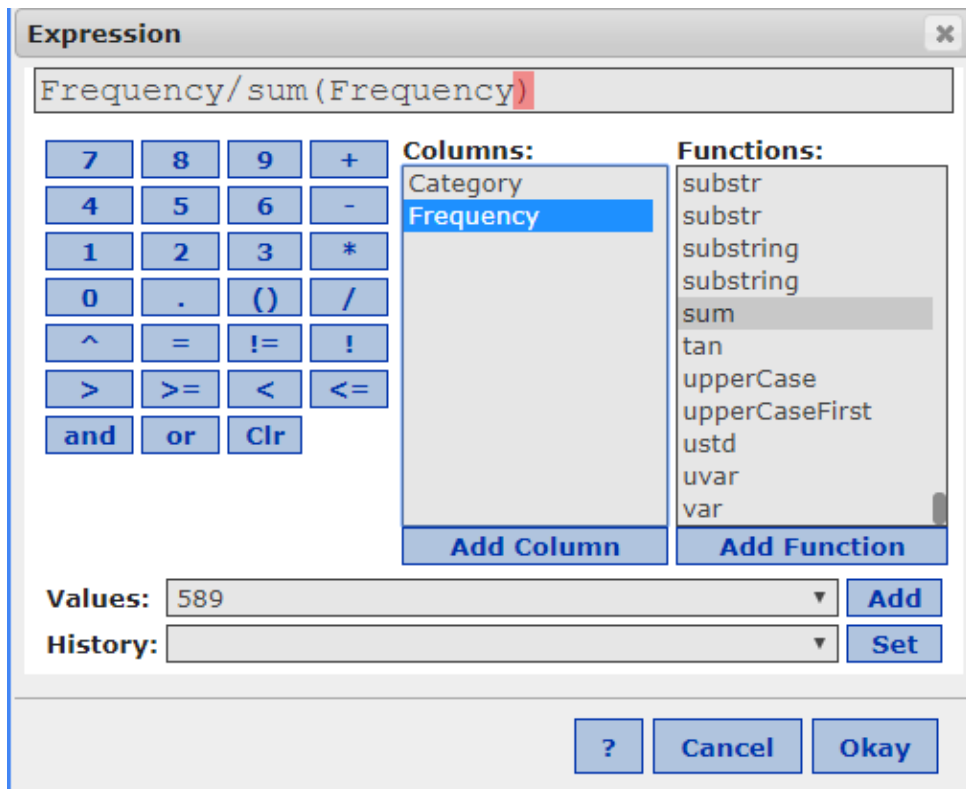 Expression
Frequency/sum(Frequency)
7 8 9 +
4 5 6 -
1 2 3 *
0 . () /
^ = != !
> >= < <=
and or Clr
Columns:
Category
Frequency
Add Column
Functions:
substr
substr
substring
substring
sum
tan
upperCase
upperCaseFirst
ustd
uvar
var
Add Function
Values: 589 Add
History: Set
? Cancel Okay